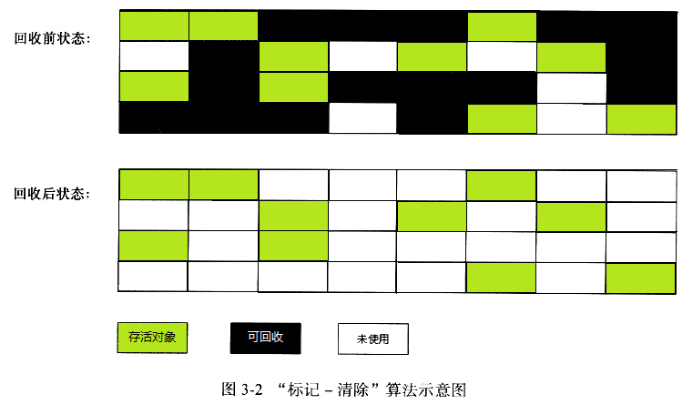 回收前状态:
回收后状态:
存活对象
可回收
未使用
图 3-2 “标记 – 清除”算法示意图